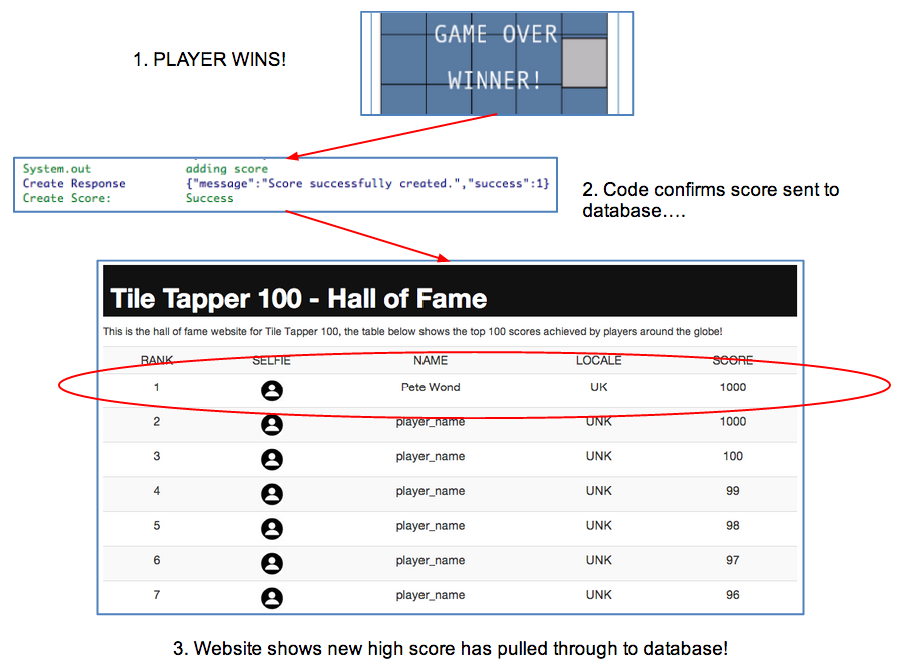 1. PLAYER WINS!
GAME OVER
WINNER!
System.out adding score
Create Response {"message":"Score successfully created.","success":1}
Create Score: Success
2. Code confirms score sent to
database….
Tile Tapper 100 - Hall of Fame
This is the hall of fame website for Tile Tapper 100, the table below shows the top 100 scores achieved by players around the globe!
RANK SELFIE NAME LOCALE SCORE
1 Pete Wond UK 1000
2 player_name UNK 1000
3 player_name UNK 100
4 player_name UNK 99
5 player_name UNK 98
6 player_name UNK 97
7 player_name UNK 96
3. Website shows new high score has pulled through to database!